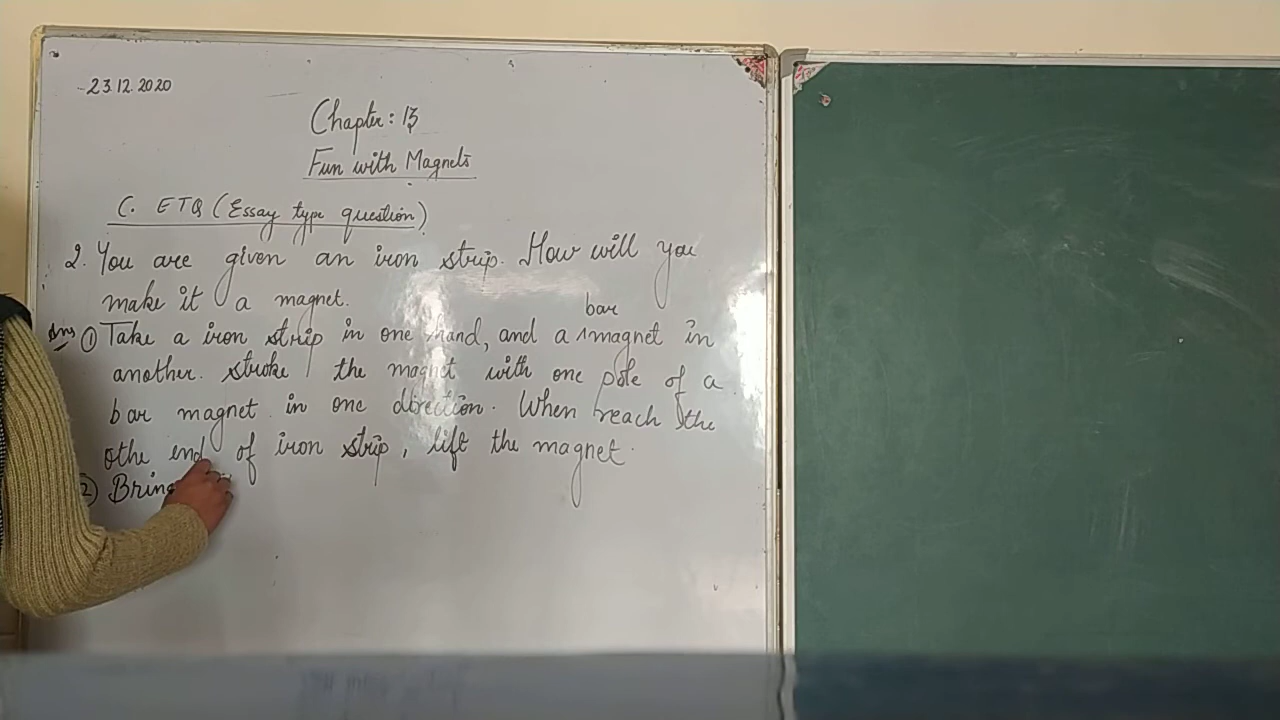 23.12.2020
Chapter: 13
Fun with Magnets
C. ETQ (Essay type question)
2. You are given an iron strip. How will you
make it a magnet.
bar
Ans ① Take a iron strip in one hand, and a ^ magnet in
another. stroke the magnet with one pole of a
bar magnet in one direction. When reach the
othe end of iron strip, lift the magnet.
② Bring